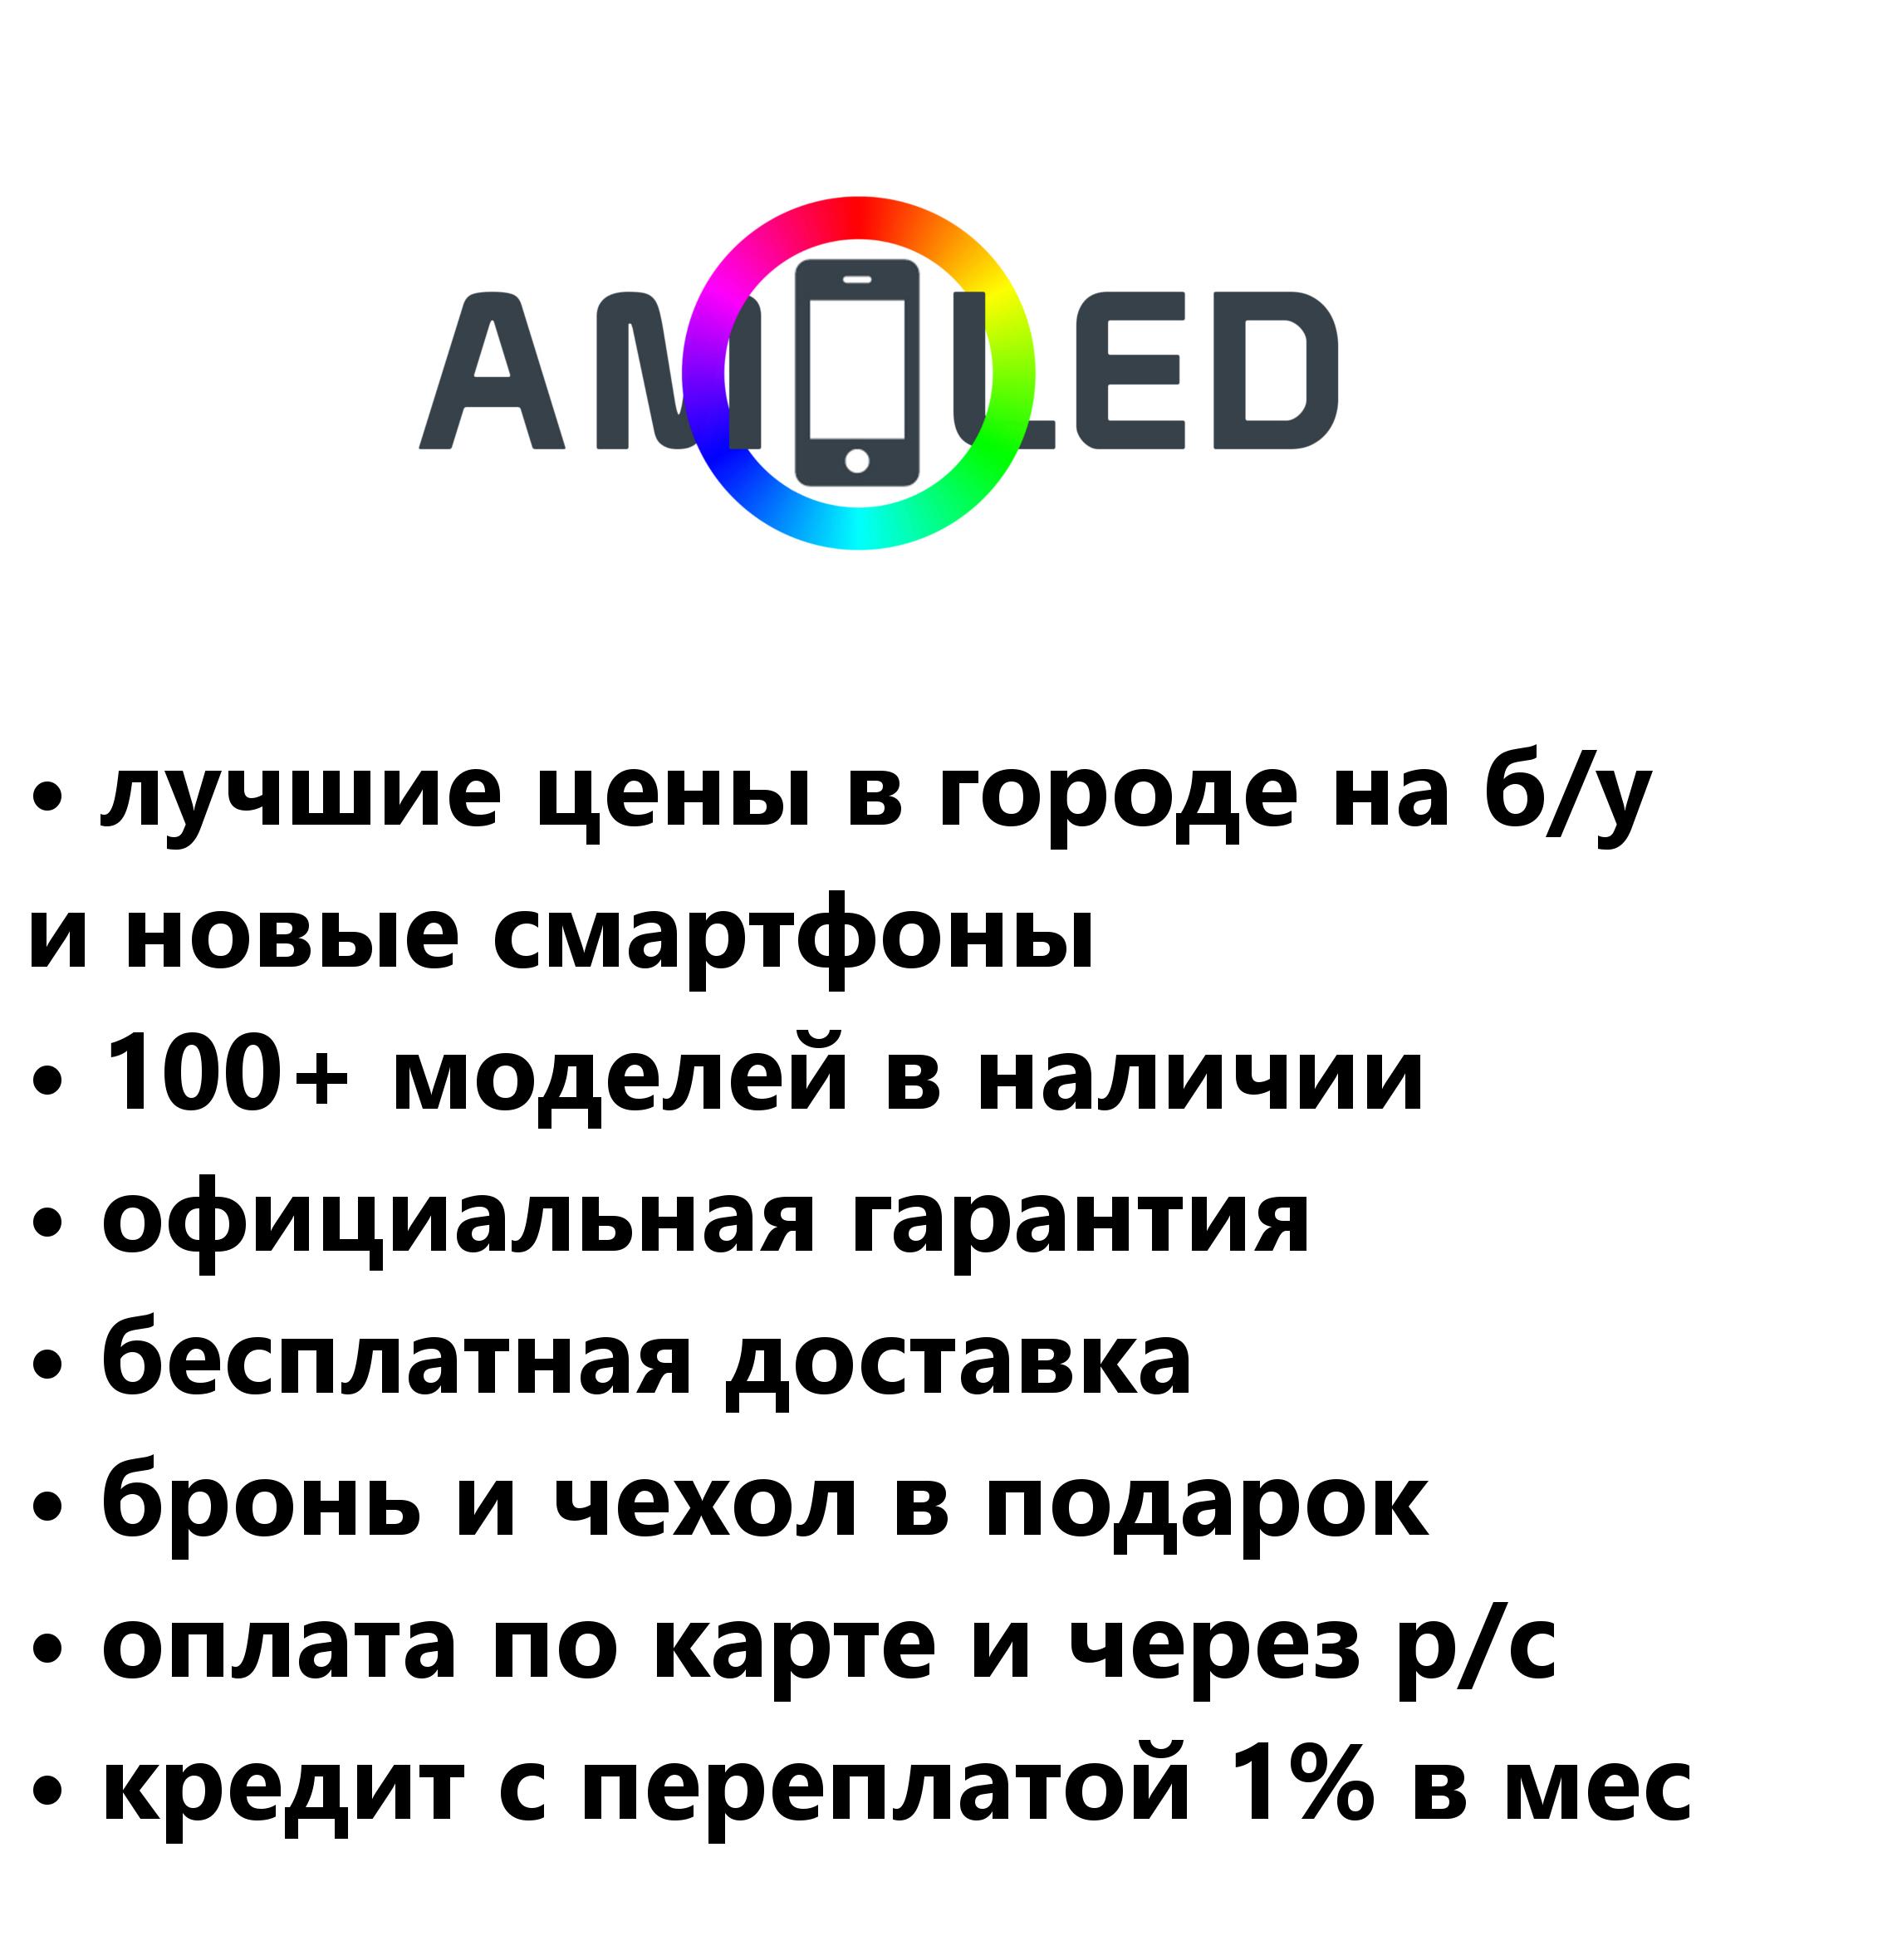 AMOLED
• лучшие цены в городе на б/у
и новые смартфоны
• 100+ моделей в наличии
• официальная гарантия
• бесплатная доставка
• бронь и чехол в подарок
• оплата по карте и через р/с
• кредит с переплатой 1% в мес